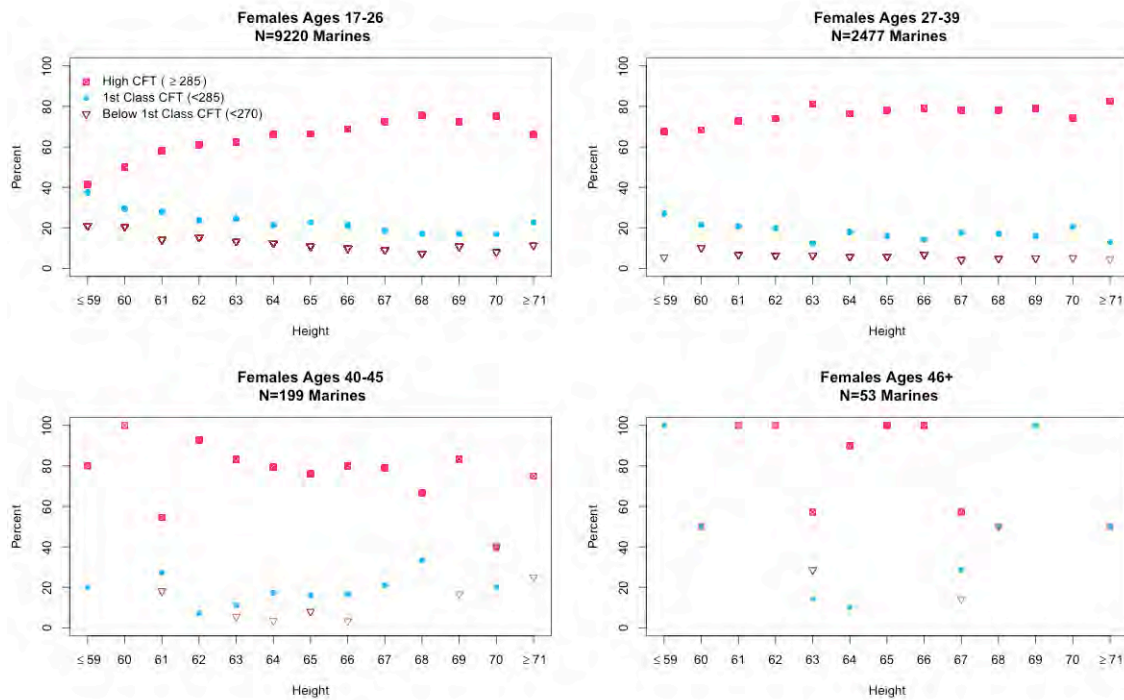 Females Ages 17-26
N=9220 Marines
Percent
100
80
60
40
20
0
High CFT ( ≥ 285)
1st Class CFT (<285)
Below 1st Class CFT (<270)
≤ 59 60 61 62 63 64 65 66 67 68 69 70 ≥ 71
Height
Females Ages 27-39
N=2477 Marines
Percent
100
80
60
40
20
0
≤ 59 60 61 62 63 64 65 66 67 68 69 70 ≥ 71
Height
Females Ages 40-45
N=199 Marines
Percent
100
80
60
40
20
0
≤ 59 60 61 62 63 64 65 66 67 68 69 70 ≥ 71
Height
Females Ages 46+
N=53 Marines
Percent
100
80
60
40
20
0
≤ 59 60 61 62 63 64 65 66 67 68 69 70 ≥ 71
Height